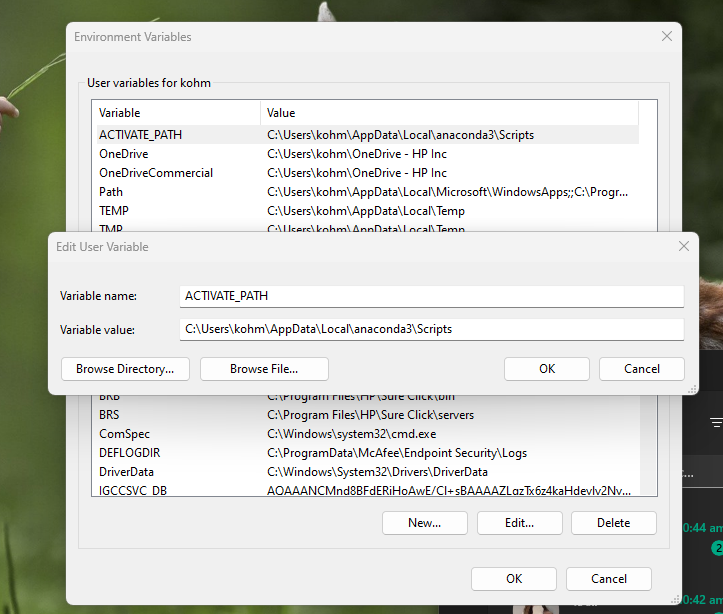 Environment Variables
User variables for kohm
Variable Value
ACTIVATE_PATH C:\Users\kohm\AppData\Local\anaconda3\Scripts
OneDrive C:\Users\kohm\OneDrive - HP Inc
OneDriveCommercial C:\Users\kohm\OneDrive - HP Inc
Path C:\Users\kohm\AppData\Local\Microsoft\WindowsApps;;C:\Progr...
TEMP C:\Users\kohm\AppData\Local\Temp
TMP C:\Users\kohm\AppData\Local\Temp
Edit User Variable
Variable name: ACTIVATE_PATH
Variable value: C:\Users\kohm\AppData\Local\anaconda3\Scripts
Browse Directory... Browse File... OK Cancel
BRB C:\Program Files\HP\Sure Click\bin
BRS C:\Program Files\HP\Sure Click\servers
ComSpec C:\Windows\system32\cmd.exe
DEFLOGDIR C:\ProgramData\McAfee\Endpoint Security\Logs
DriverData C:\Windows\System32\Drivers\DriverData
IGCCSVC_DB
New... Edit... Delete
OK Cancel
0:44 am
2
0:42 am